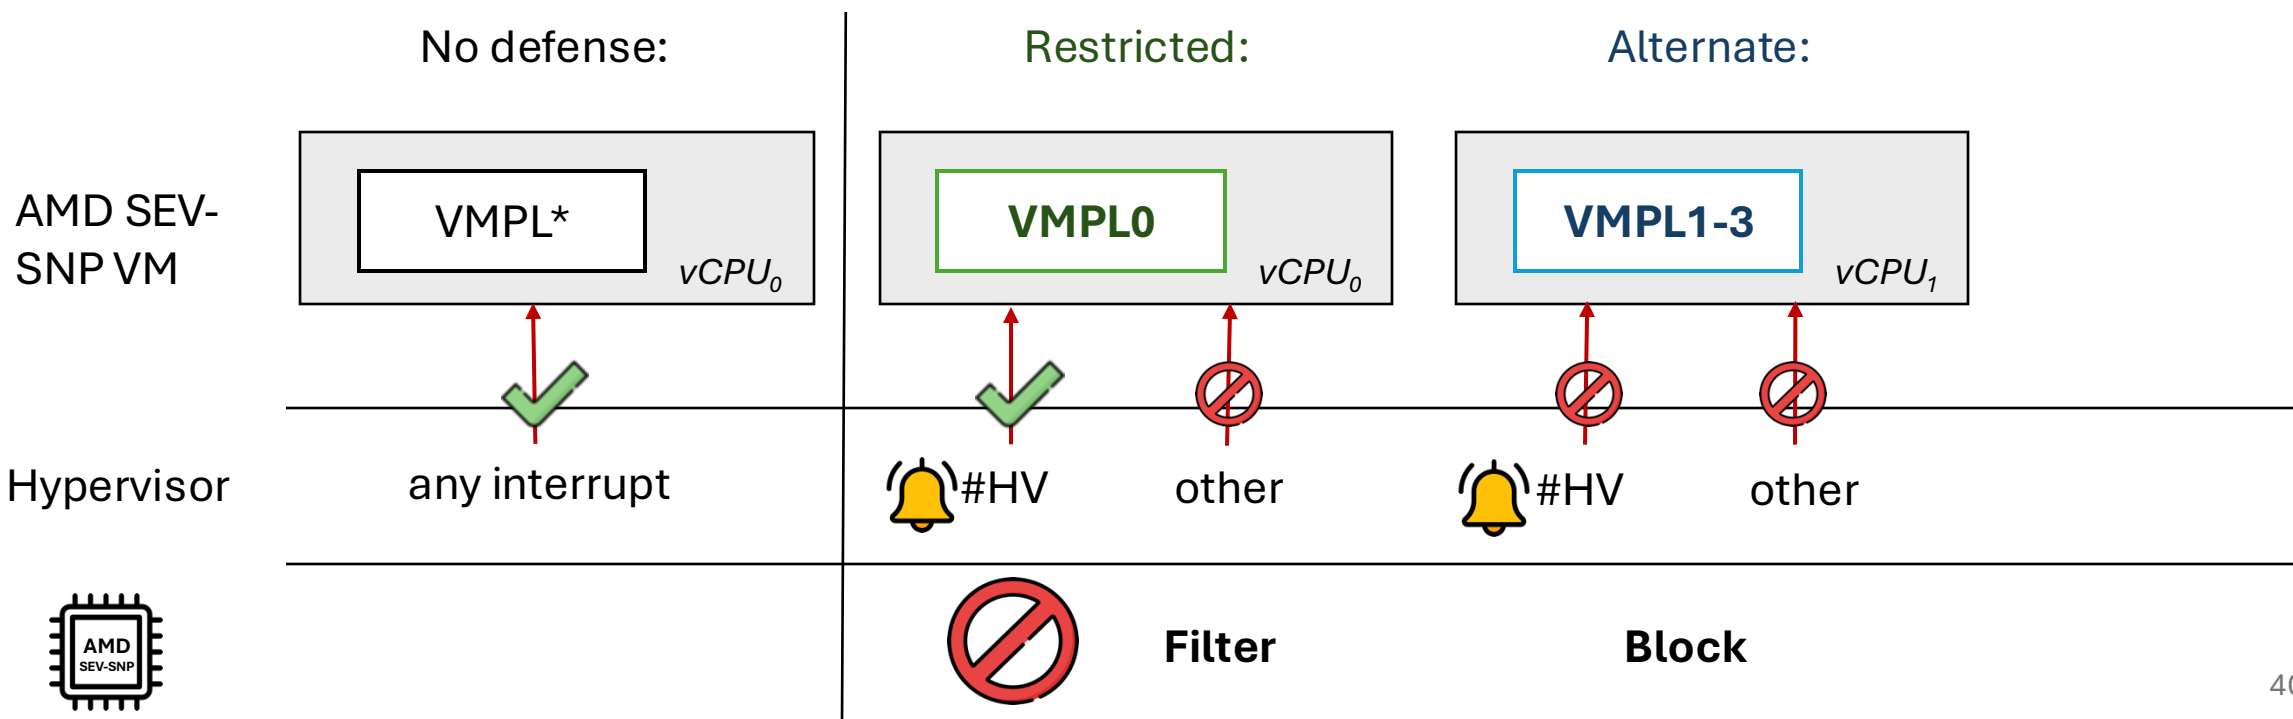 No defense:
Restricted:
Alternate:
AMD SEV-
SNP VM
VMPL*
vCPU0
VMPL0
vCPU0
VMPL1-3
vCPU1
Hypervisor
any interrupt
#HV
other
#HV
other
AMD
SEV-SNP
Filter
Block